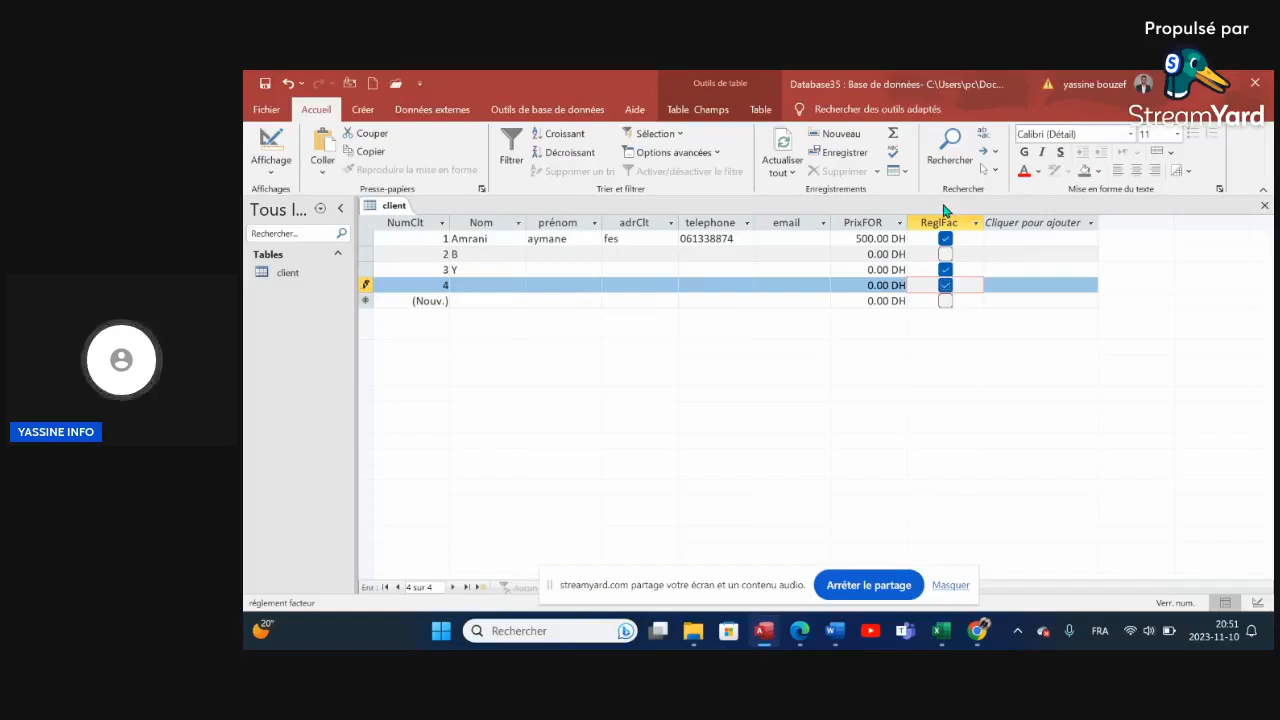 Propulsé par
StreamYard
Database35 : Base de données- C:\Users\pc\Doc...
Outils de table
yassine bouzef
Fichier Accueil Créer Données externes Outils de base de données Aide Table Champs Table Rechercher des outils adaptés
Affichage
Affichages
Coller
Couper
Copier
Reproduire la mise en forme
Presse-papiers
Filtrer
Croissant
Décroissant
Supprimer un tri
Sélection
Options avancées
Activer/désactiver le filtre
Trier et filtrer
Actualiser tout
Nouveau
Enregistrer
Supprimer
Enregistrements
Rechercher
Rechercher
Calibri (Détail) 11
G I S
Mise en forme du texte
Tous l...
Rechercher...
Tables
client
client
NumClt Nom prénom adrClt telephone email PrixFOR ReglFac Cliquer pour ajouter
1 Amrani aymane fes 061338874 500.00 DH
2 B 0.00 DH
3 Y 0.00 DH
4 0.00 DH
(Nouv.) 0.00 DH
YASSINE INFO
Enr : 4 sur 4 Aucun
streamyard.com partage votre écran et un contenu audio. Arrêter le partage Masquer
réglement facteur
Verr. num.
20°
Rechercher
FRA
20:51
2023-11-10